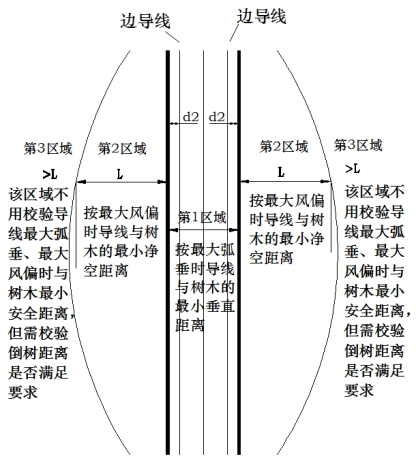 边导线
边导线
d2
d2
第3区域
>L
该区域不
用校验导
线最大弧
垂、最大
风偏时与
树木最小
安全距离，
但需校验
倒树距离
是否满足
要求
第2区域
L
按最大风偏
时导线与树
木的最小净
空距离
第1区域
按最大弧
垂时导线
与树木的
最小垂直
距离
第2区域
L
按最大风偏
时导线与树
木的最小净
空距离
第3区域
>L
该区域不
用校验导
线最大弧
垂、最大
风偏时与
树木最小
安全距离，
但需校验
倒树距离
是否满足
要求